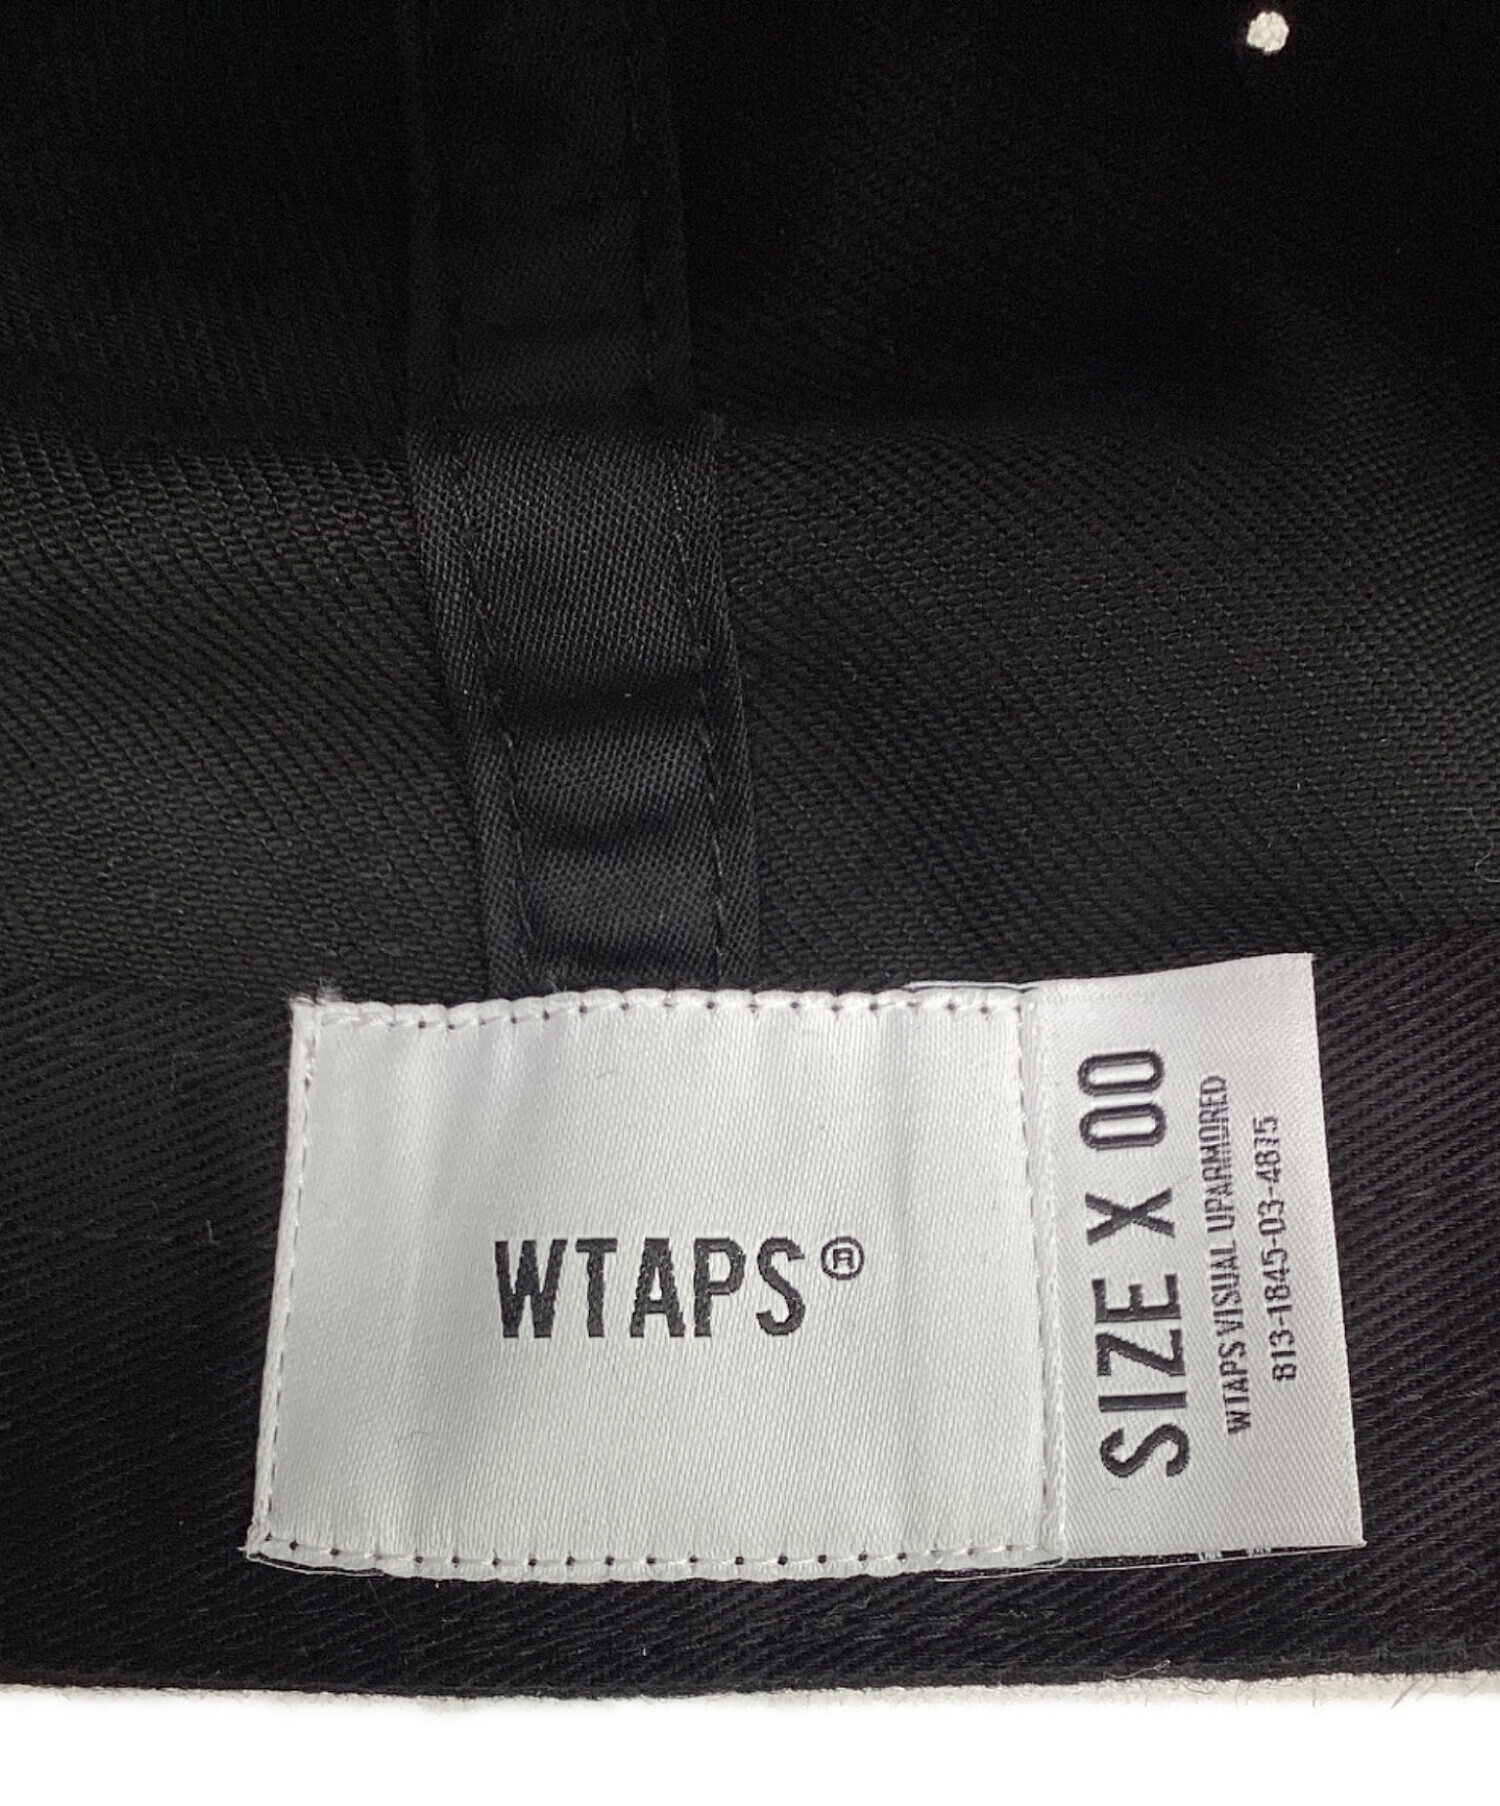 WTAPS®
SIZE X 00
WTAPS VISUAL UPARMORED
813-1845-03-4875